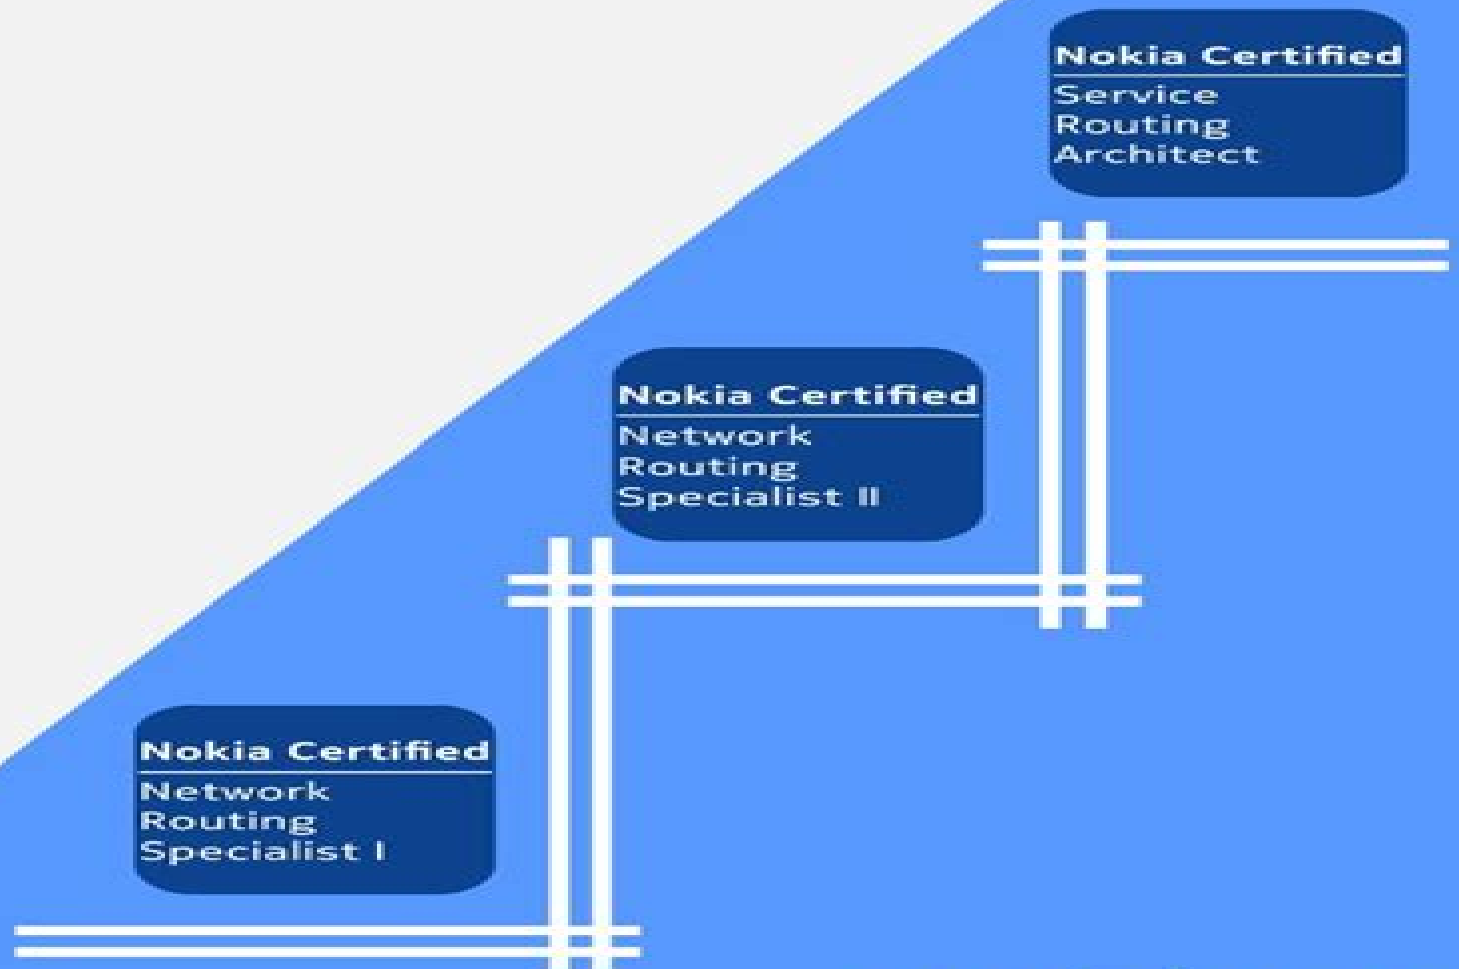 Nokia Certified
Service
Routing
Architect
Nokia Certified
Network
Routing
Specialist II
Nokia Certified
Network
Routing
Specialist I